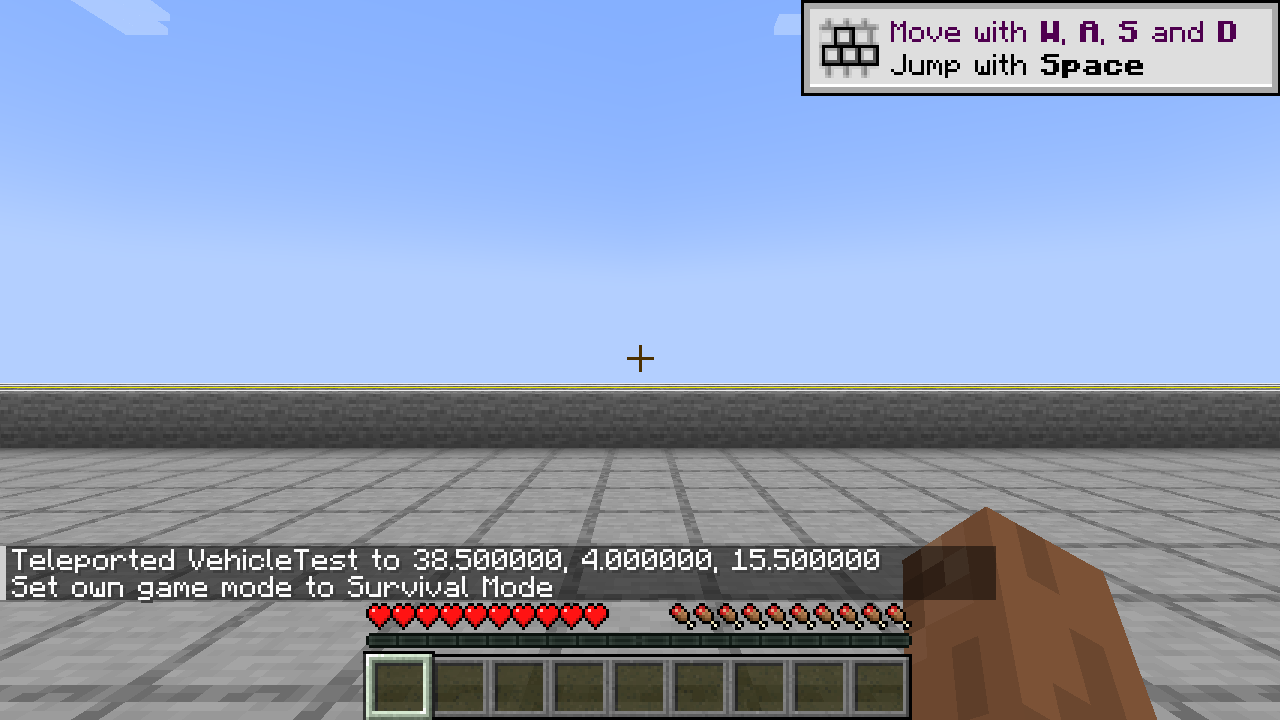 Move with W, A, S and D
Jump with Space
Teleported VehicleTest to 38.500000, 4.000000, 15.500000
Set own game mode to Survival Mode